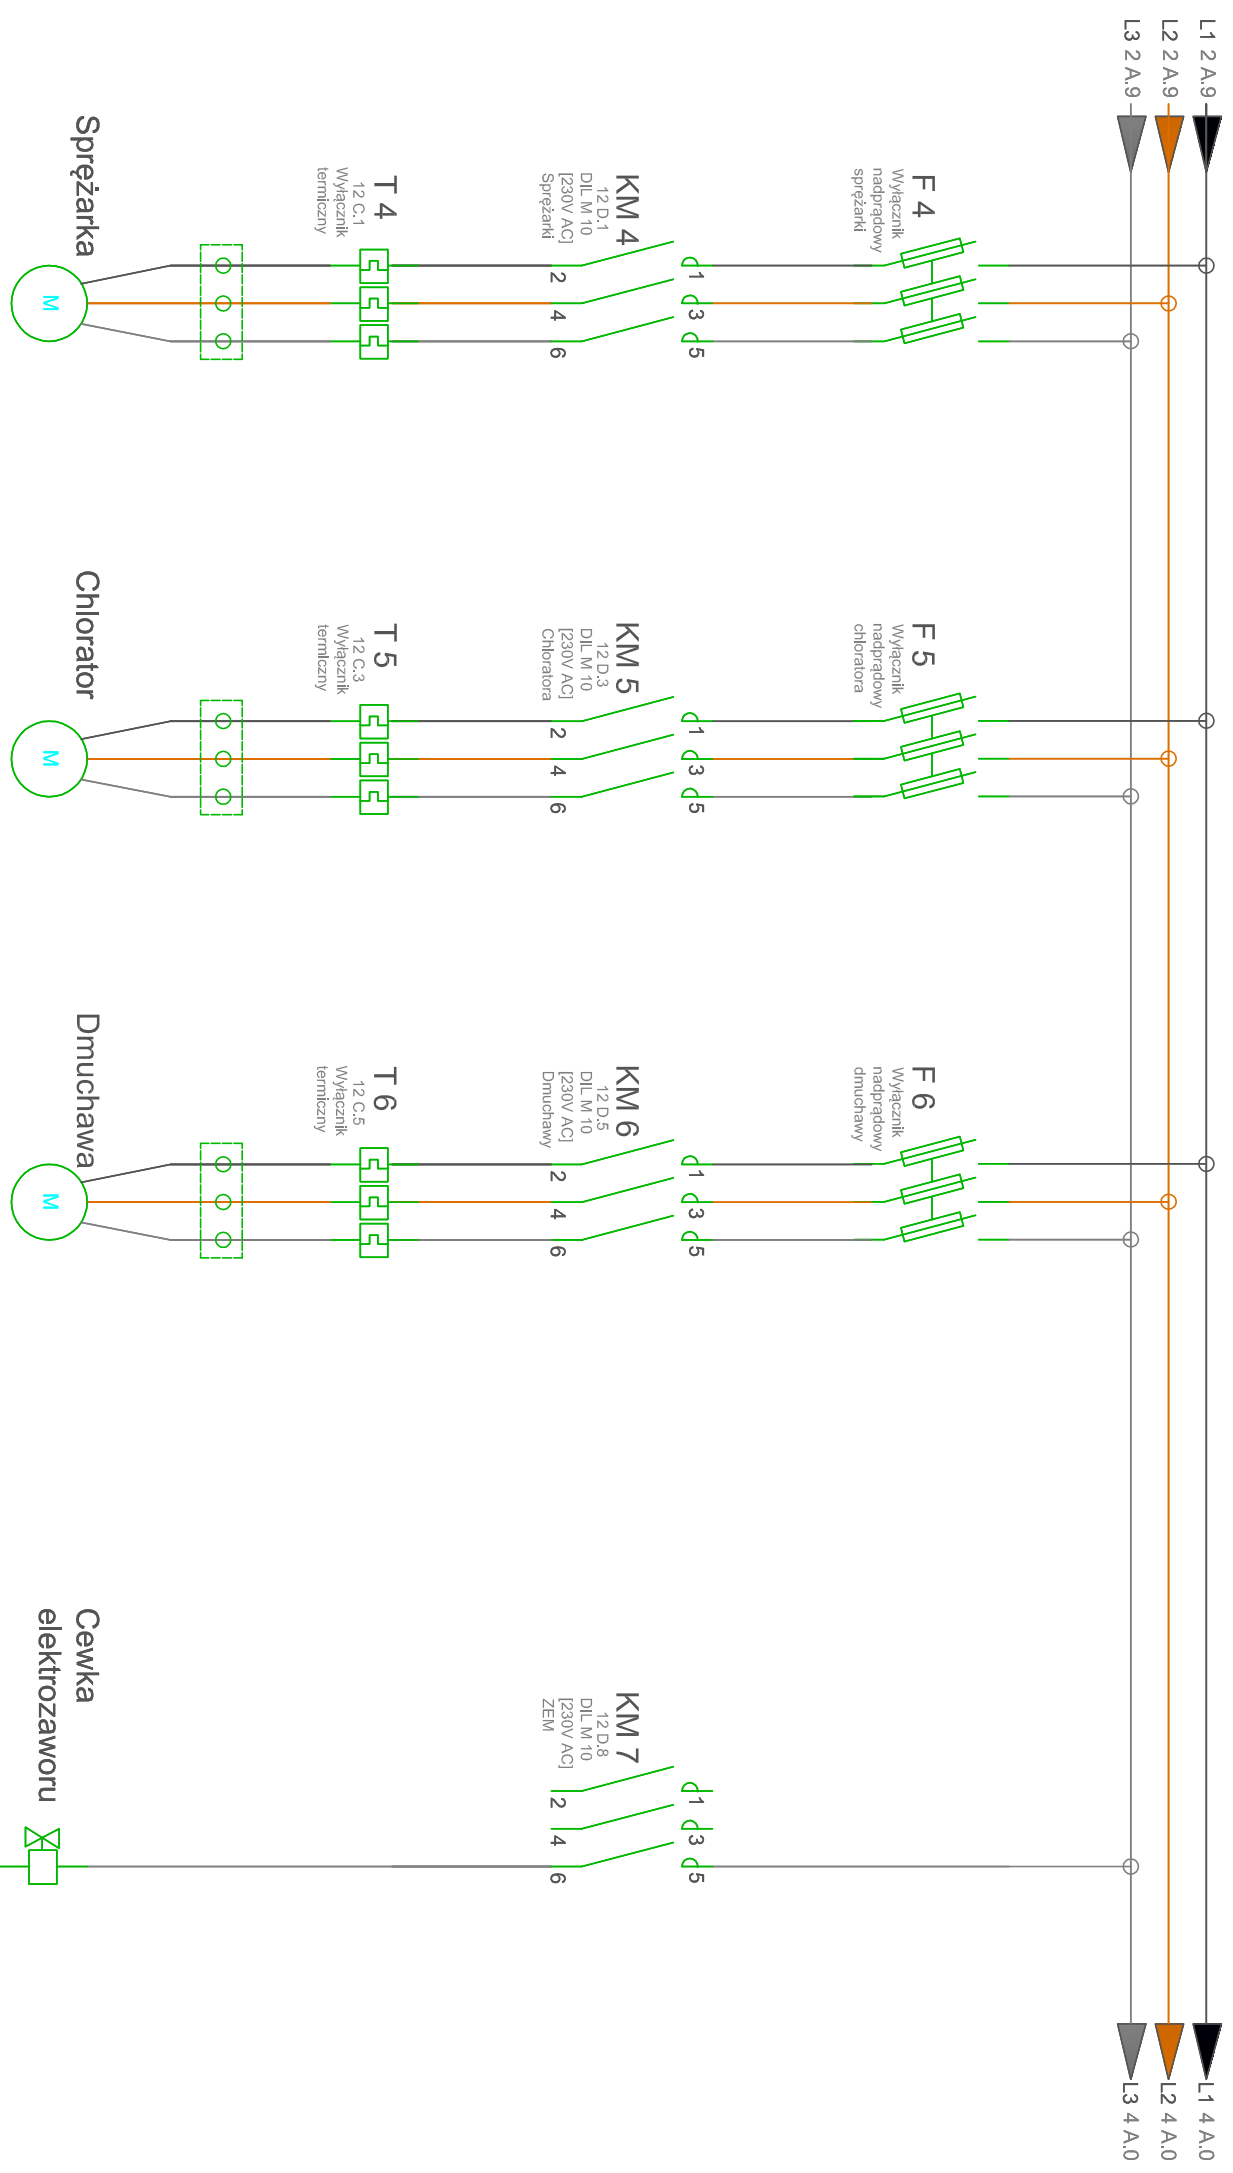 L1 2 A.9
L2 2 A.9
L3 2 A.9
L1 4 A.0
L2 4 A.0
L3 4 A.0
F 4
Wyłącznik
nadprądowy
sprężarki
F 5
Wyłącznik
nadprądowy
chloratora
F 6
Wyłącznik
nadprądowy
dmuchawy
KM 4
12 D.1
DIL M 10
[230V AC]
Sprężarki
1 3 5
2 4 6
KM 5
12 D.3
DIL M 10
[230V AC]
Chloratora
1 3 5
2 4 6
KM 6
12 D.5
DIL M 10
[230V AC]
Dmuchawy
1 3 5
2 4 6
KM 7
12 D.8
DIL M 10
[230V AC]
ZEM
1 3 5
2 4 6
T 4
12 C.1
Wyłącznik
termiczny
T 5
12 C.3
Wyłącznik
termiczny
T 6
12 C.5
Wyłącznik
termiczny
Sprężarka
M
Chlorator
M
Dmuchawa
M
Cewka
elektrozaworu